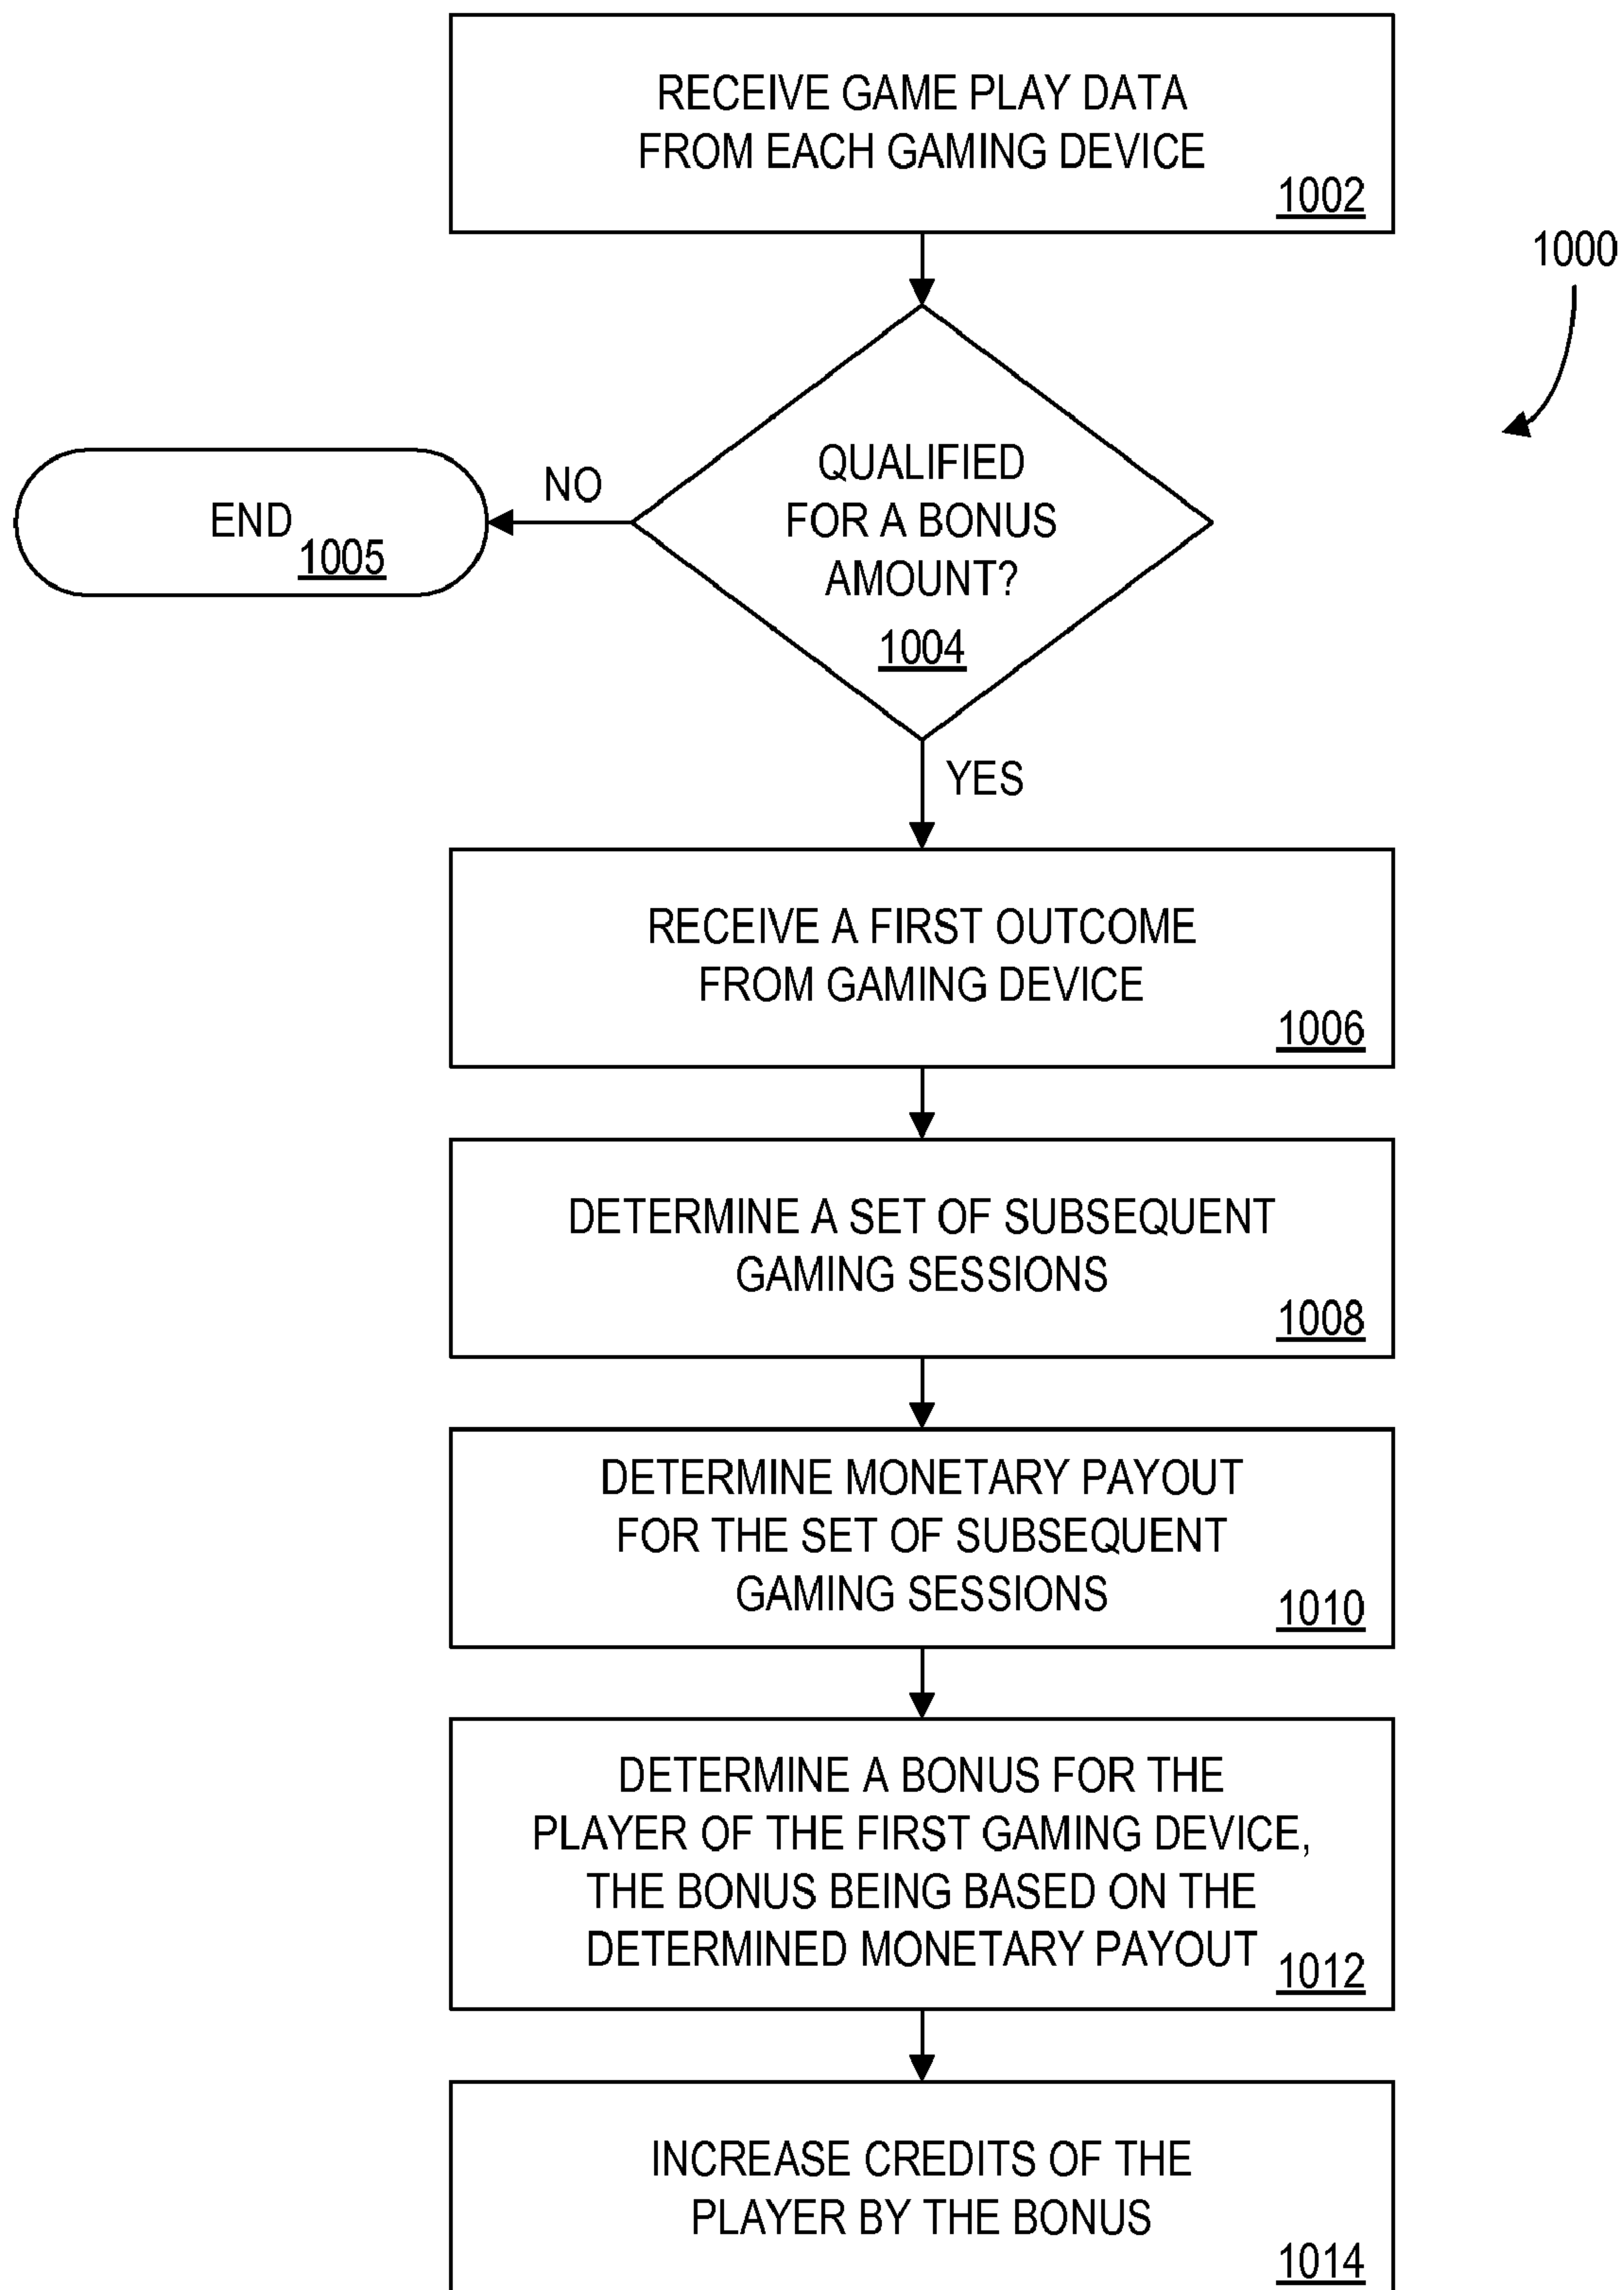 RECEIVE GAME PLAY DATA
FROM EACH GAMING DEVICE
1002
1000
QUALIFIED
FOR A BONUS
AMOUNT?
1004
NO
END
1005
YES
RECEIVE A FIRST OUTCOME
FROM GAMING DEVICE
1006
DETERMINE A SET OF SUBSEQUENT
GAMING SESSIONS
1008
DETERMINE MONETARY PAYOUT
FOR THE SET OF SUBSEQUENT
GAMING SESSIONS
1010
DETERMINE A BONUS FOR THE
PLAYER OF THE FIRST GAMING DEVICE,
THE BONUS BEING BASED ON THE
DETERMINED MONETARY PAYOUT
1012
INCREASE CREDITS OF THE
PLAYER BY THE BONUS
1014